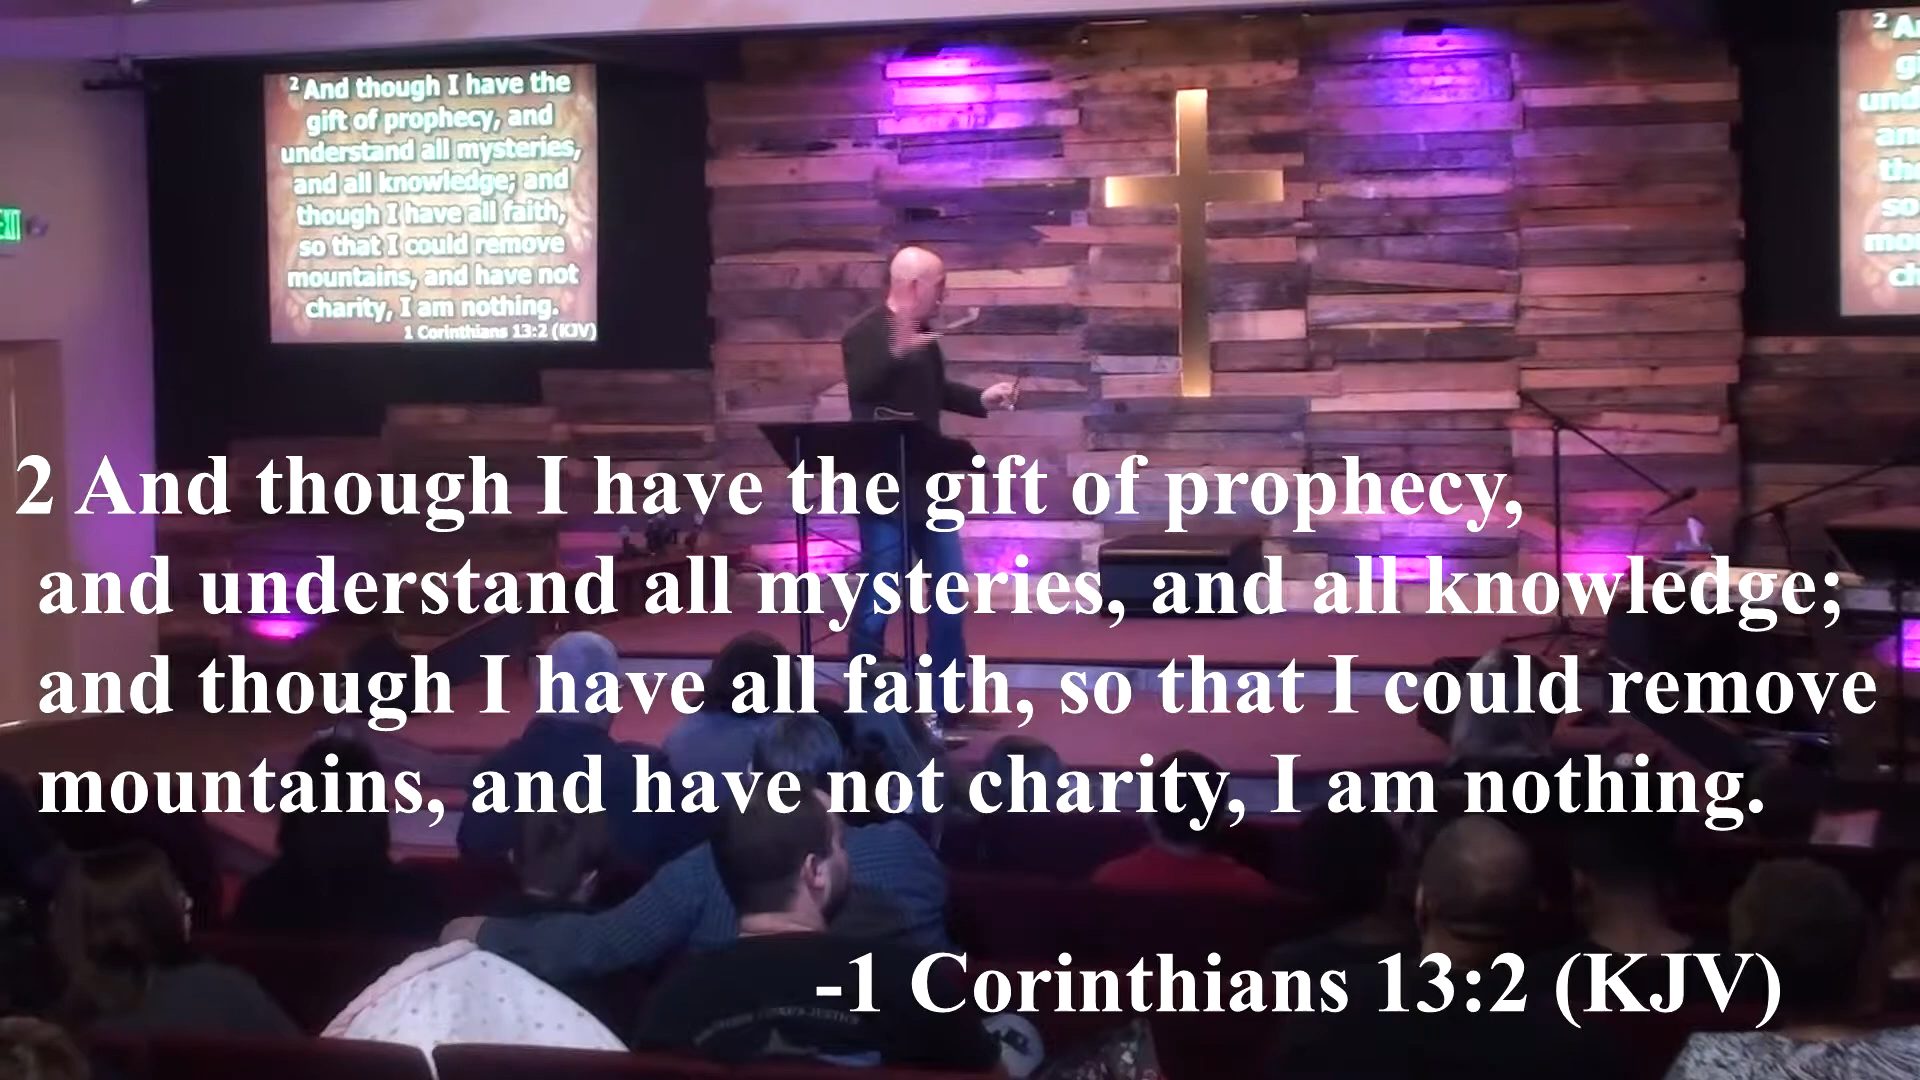 2 And though I have the
gift of prophecy, and
understand all mysteries,
and all knowledge; and
though I have all faith,
so that I could remove
mountains, and have not
charity, I am nothing.
1 Corinthians 13:2 (KJV)
2 And though I have the gift of prophecy,
and understand all mysteries, and all knowledge;
and though I have all faith, so that I could remove
mountains, and have not charity, I am nothing.
-1 Corinthians 13:2 (KJV)